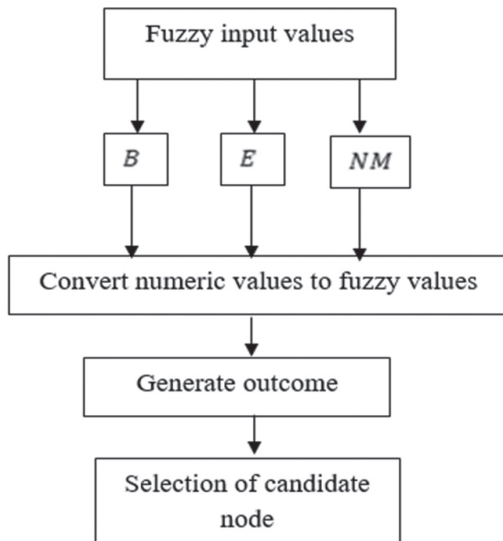 Fuzzy input values
B E NM
Convert numeric values to fuzzy values
Generate outcome
Selection of candidate
node